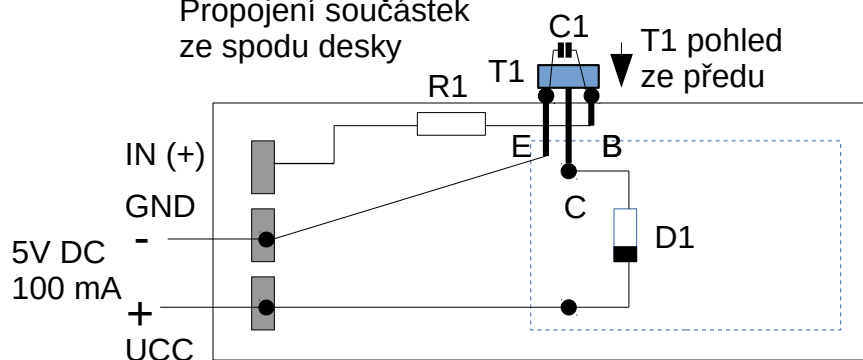 Propojení součástek
ze spodu desky
C1
T1 pohled
ze předu
T1
R1
IN (+)
E
B
GND
C
-
D1
5V DC
100 mA
+
UCC